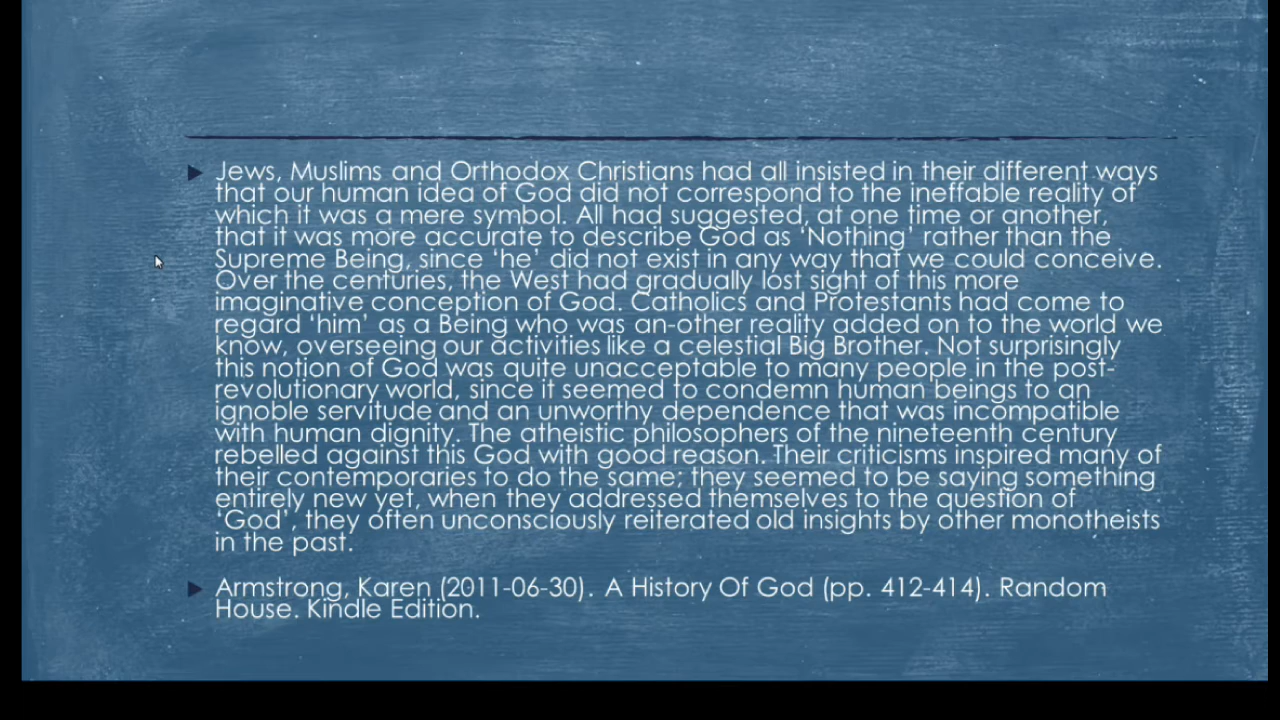 Jews, Muslims and Orthodox Christians had all insisted in their different ways
that our human idea of God did not correspond to the ineffable reality of
which it was a mere symbol. All had suggested, at one time or another,
that it was more accurate to describe God as ‘Nothing’ rather than the
Supreme Being, since ‘he’ did not exist in any way that we could conceive.
Over the centuries, the West had gradually lost sight of this more
imaginative conception of God. Catholics and Protestants had come to
regard ‘him’ as a Being who was an-other reality added on to the world we
know, overseeing our activities like a celestial Big Brother. Not surprisingly
this notion of God was quite unacceptable to many people in the post-
revolutionary world, since it seemed to condemn human beings to an
ignoble servitude and an unworthy dependence that was incompatible
with human dignity. The atheistic philosophers of the nineteenth century
rebelled against this God with good reason. Their criticisms inspired many of
their contemporaries to do the same; they seemed to be saying something
entirely new yet, when they addressed themselves to the question of
‘God’, they often unconsciously reiterated old insights by other monotheists
in the past.
Armstrong, Karen (2011-06-30). A History Of God (pp. 412-414). Random
House. Kindle Edition.